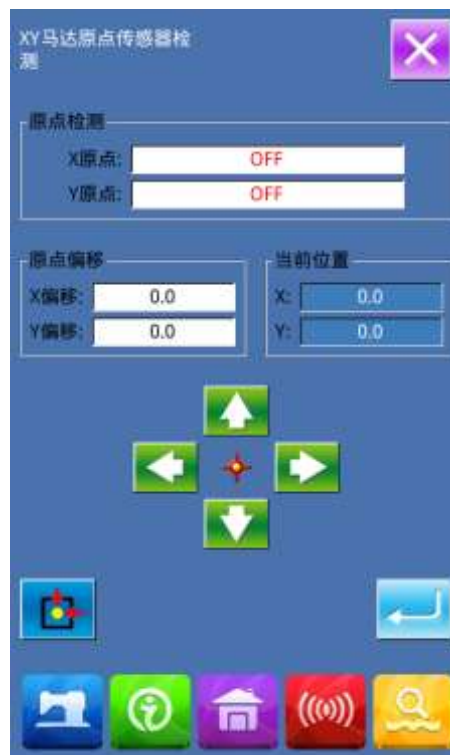 XY马达原点传感器检
测
原点检测
X原点: OFF
Y原点: OFF
原点偏移
X偏移: 0.0
Y偏移: 0.0
当前位置
X: 0.0
Y: 0.0